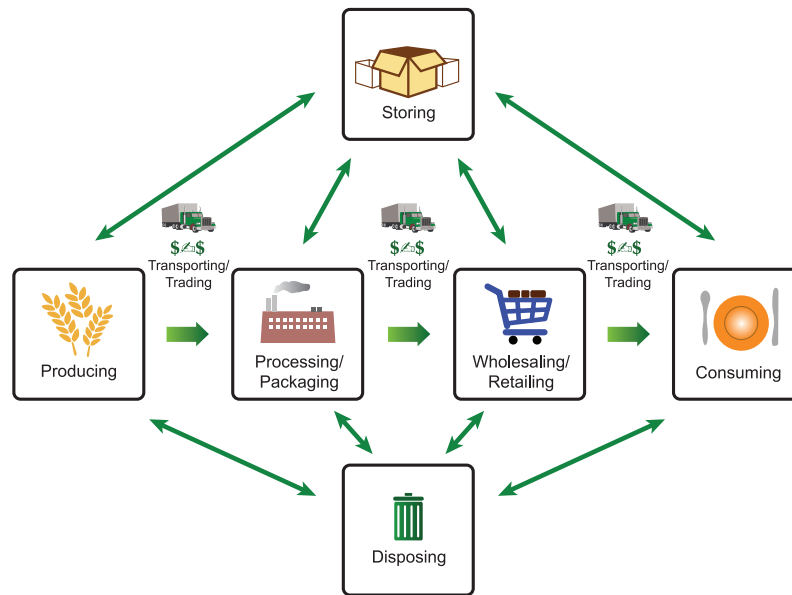 Storing
$✍$
Transporting/
Trading
$✍$
Transporting/
Trading
$✍$
Transporting/
Trading
Producing
Processing/
Packaging
Wholesaling/
Retailing
Consuming
Disposing